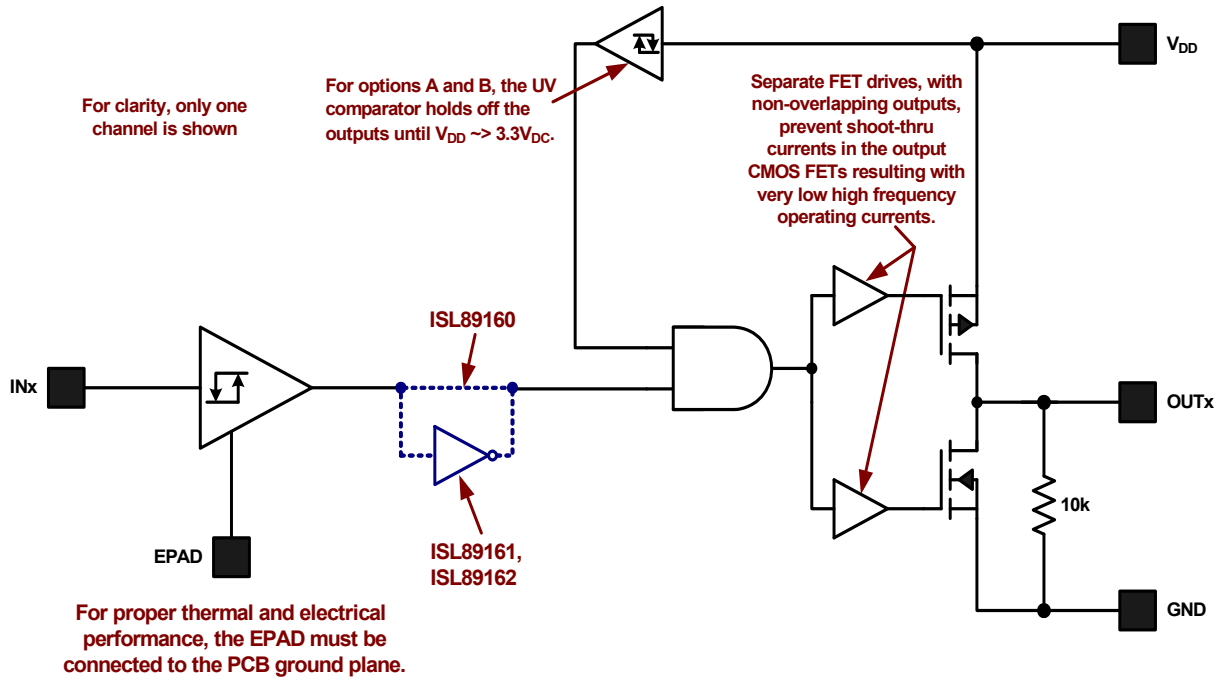 V_DD
For options A and B, the UV
comparator holds off the
outputs until V_DD ~> 3.3V_DC.
For clarity, only one
channel is shown
Separate FET drives, with
non-overlapping outputs,
prevent shoot-thru
currents in the output
CMOS FETs resulting with
very low high frequency
operating currents.
ISL89160
INx
OUTx
10k
ISL89161,
ISL89162
EPAD
GND
For proper thermal and electrical
performance, the EPAD must be
connected to the PCB ground plane.